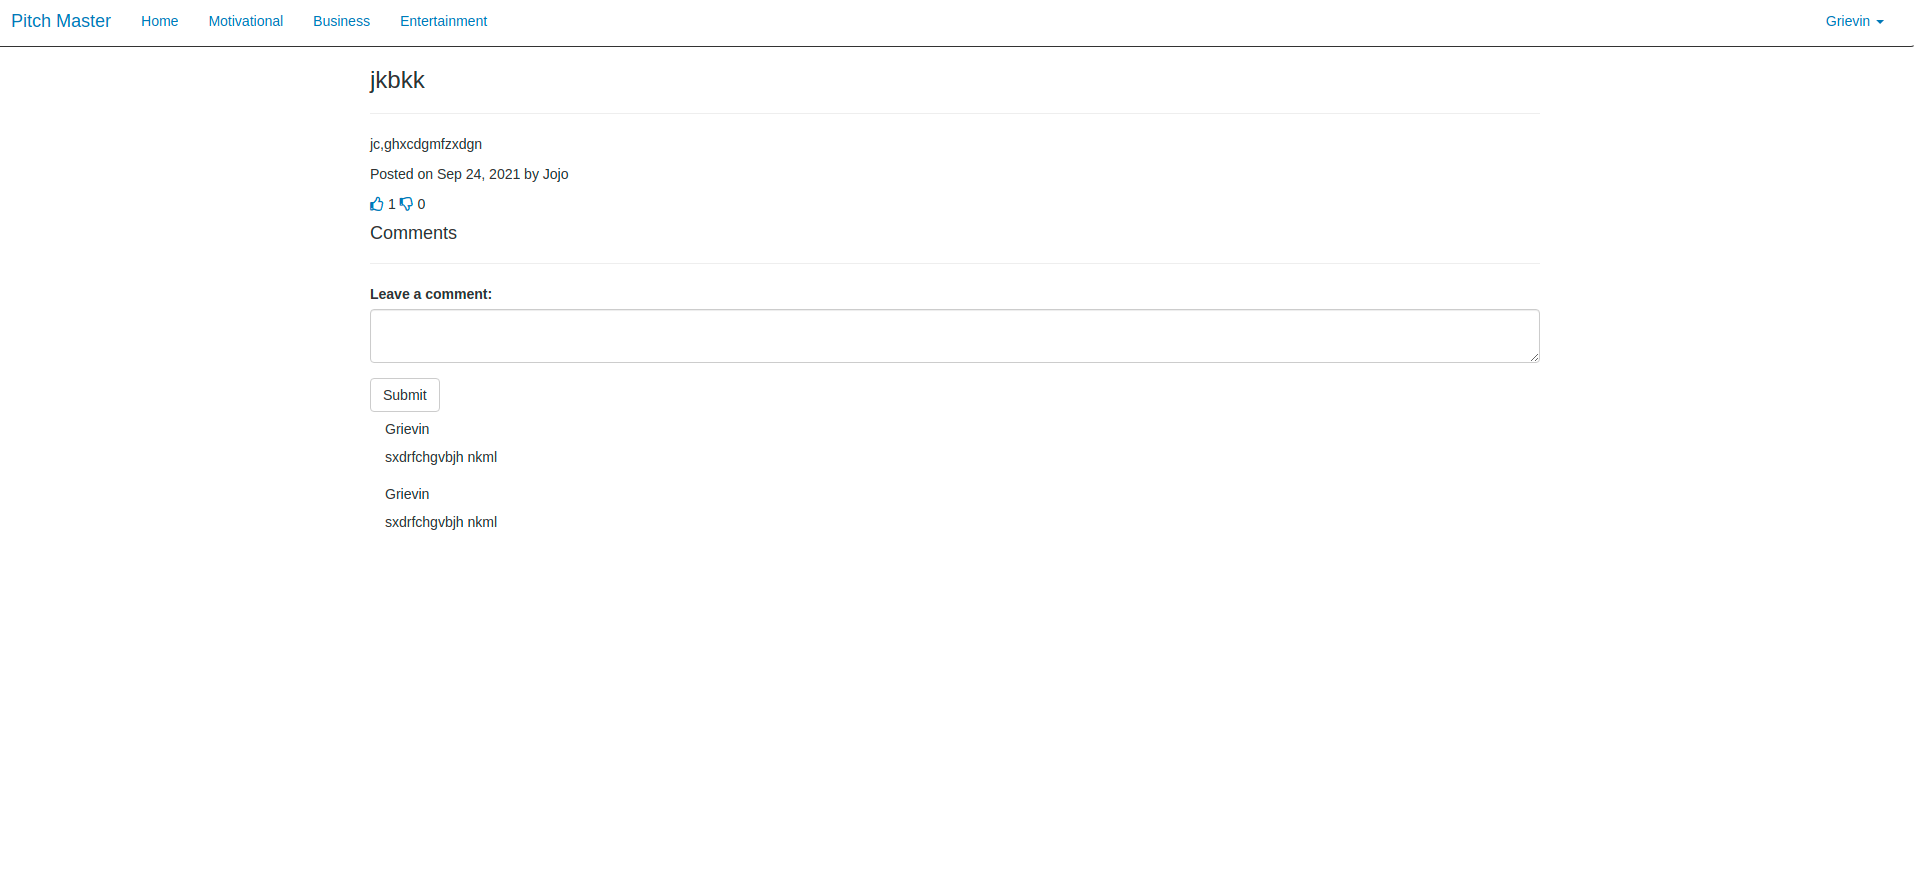 Pitch Master Home Motivational Business Entertainment Grievin
jkbkk
jc,ghxcdgmfzxdgn
Posted on Sep 24, 2021 by Jojo
1 0
Comments
Leave a comment:
Submit
Grievin
sxdrfchgvbjh nkml
Grievin
sxdrfchgvbjh nkml